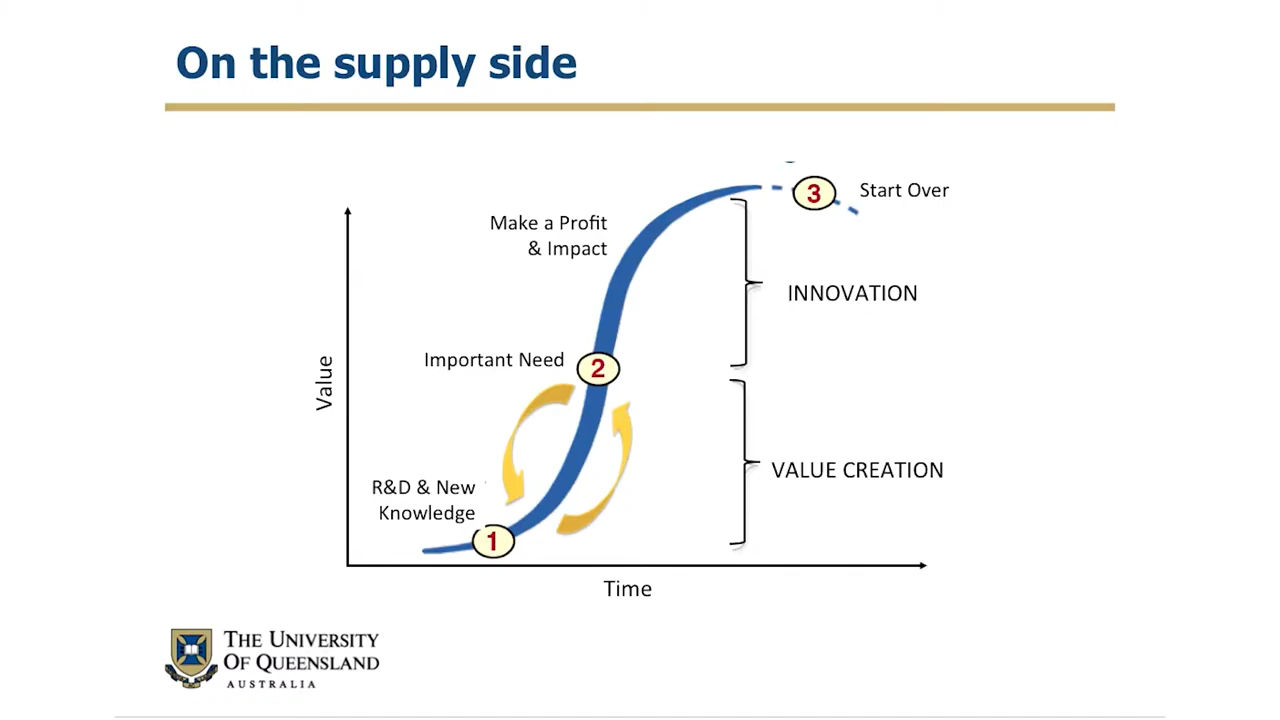 On the supply side
3
Start Over
Make a Profit
& Impact
INNOVATION
Important Need
2
Value
VALUE CREATION
R&D & New
Knowledge
1
Time
THE UNIVERSITY
OF QUEENSLAND
AUSTRALIA